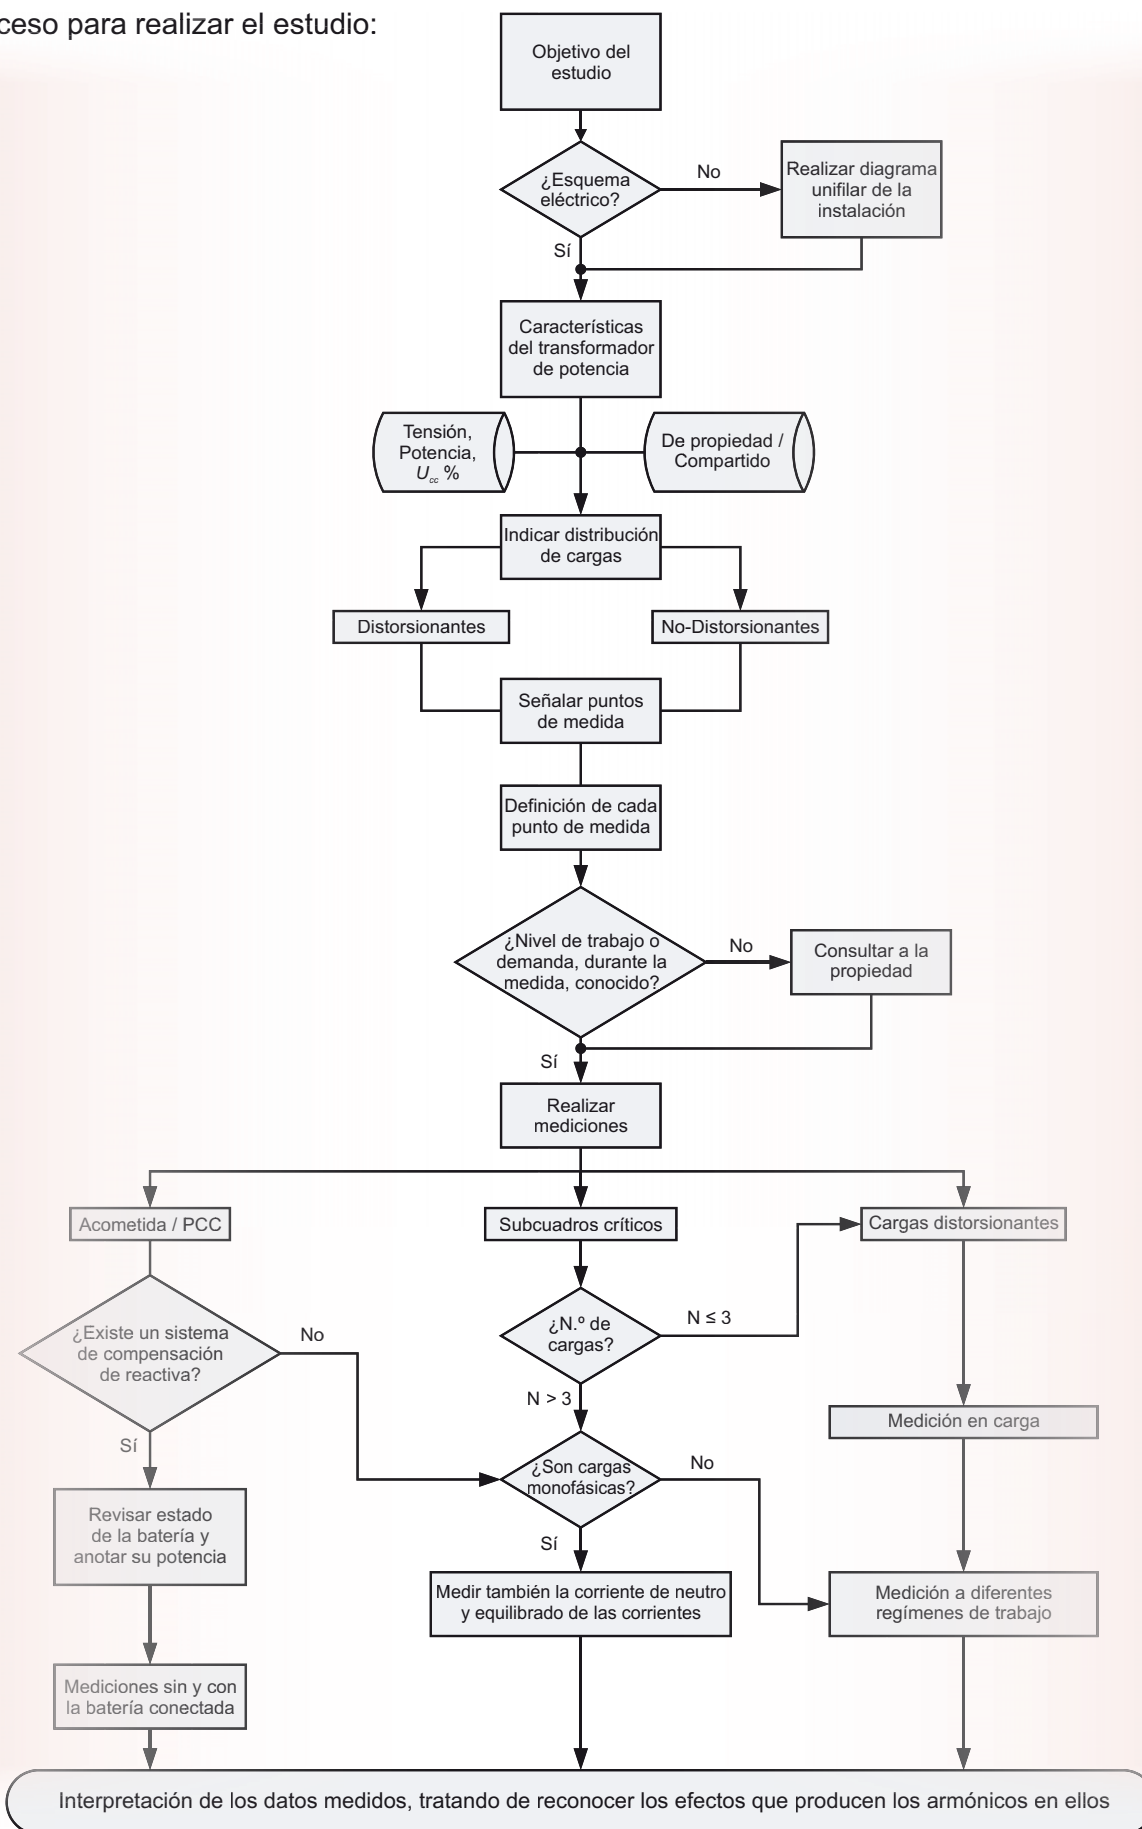 ceso para realizar el estudio:
Objetivo del
estudio
¿Esquema
eléctrico?
No
Realizar diagrama
unifilar de la
instalación
Sí
Características
del transformador
de potencia
Tensión,
Potencia,
Ucc %
De propiedad /
Compartido
Indicar distribución
de cargas
Distorsionantes
No-Distorsionantes
Señalar puntos
de medida
Definición de cada
punto de medida
¿Nivel de trabajo o
demanda, durante la
medida, conocido?
No
Consultar a la
propiedad
Sí
Realizar
mediciones
Acometida / PCC
Subcuadros críticos
Cargas distorsionantes
¿Existe un sistema
de compensación
de reactiva?
No
¿N.º de
cargas?
N ≤ 3
N > 3
Medición en carga
Sí
¿Son cargas
monofásicas?
No
Revisar estado
de la batería y
anotar su potencia
Sí
Medir también la corriente de neutro
y equilibrado de las corrientes
Medición a diferentes
regímenes de trabajo
Mediciones sin y con
la batería conectada
Interpretación de los datos medidos, tratando de reconocer los efectos que producen los armónicos en ellos